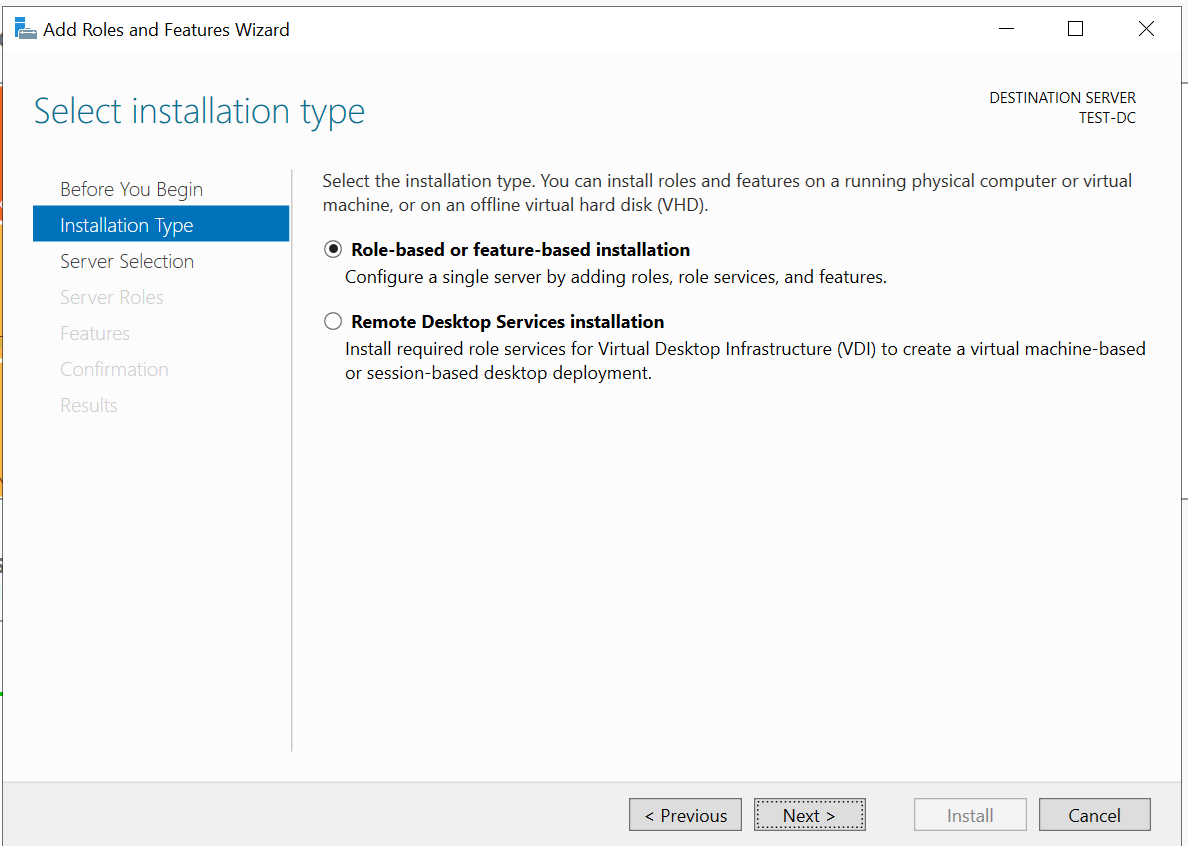 Add Roles and Features Wizard
Select installation type
DESTINATION SERVER
TEST-DC
Before You Begin
Installation Type
Server Selection
Server Roles
Features
Confirmation
Results
Select the installation type. You can install roles and features on a running physical computer or virtual
machine, or on an offline virtual hard disk (VHD).
Role-based or feature-based installation
Configure a single server by adding roles, role services, and features.
Remote Desktop Services installation
Install required role services for Virtual Desktop Infrastructure (VDI) to create a virtual machine-based
or session-based desktop deployment.
< Previous
Next >
Install
Cancel